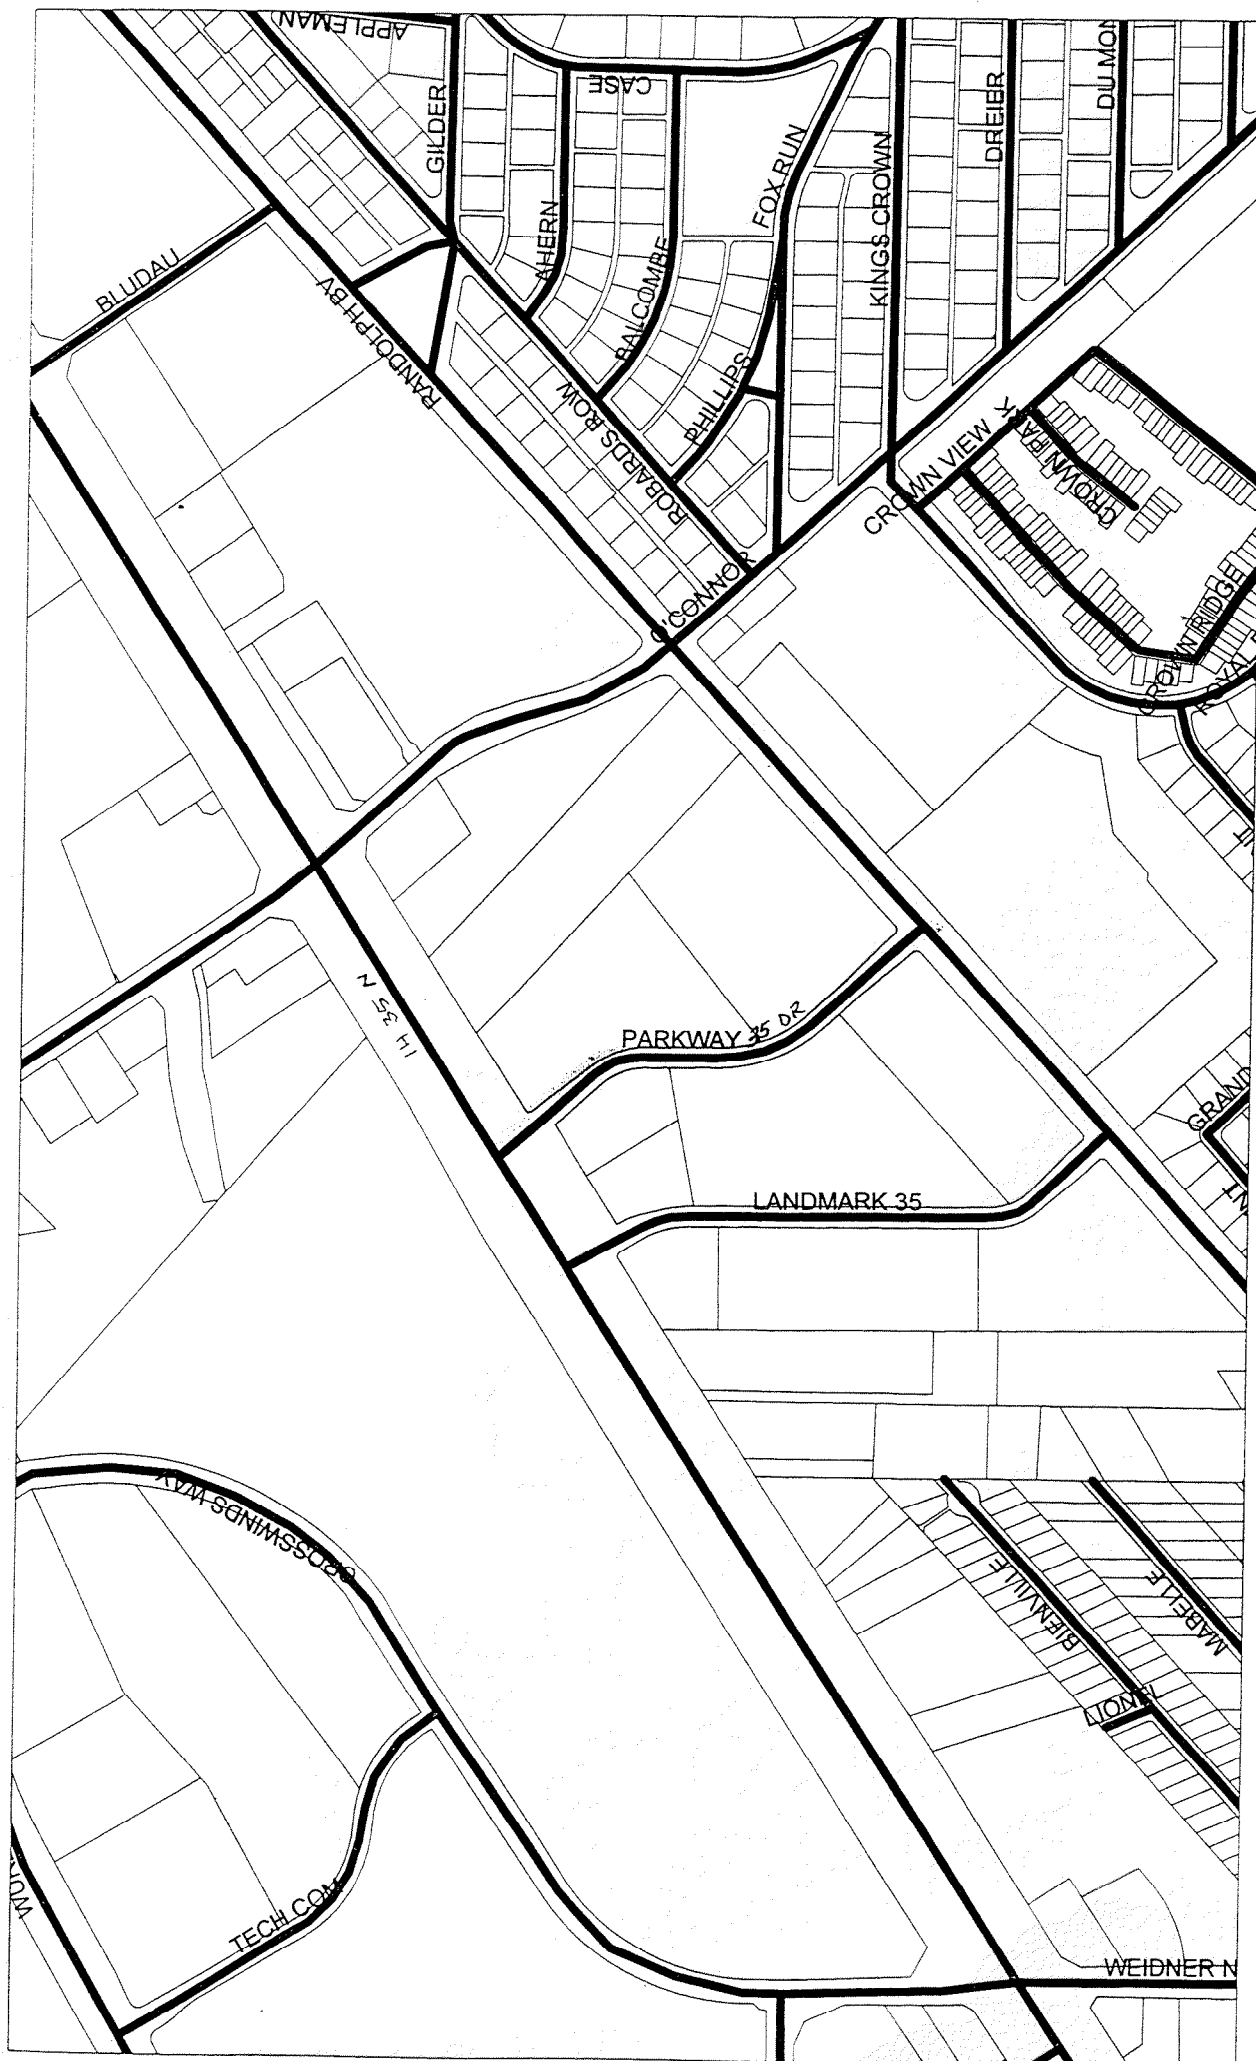 APPLEMAN
GILDER
CASE
DREIER
DU MON
FOX RUN
KINGS CROWN
AHERN
BALCOMBE
BLUDAU
RANDOLPH BV
PHILLIPS
ROBARDS ROW
CROWN VIEW
CROWN PARK
O'CONNOR
CROWN RIDGE
ROYAL
IH 35 N
PARKWAY 35 DR
GRAND
LANDMARK 35
CROSSWINDS WAY
BIENVILLE
MABELLE
LIONEL
TECH COM
WEIDNER N